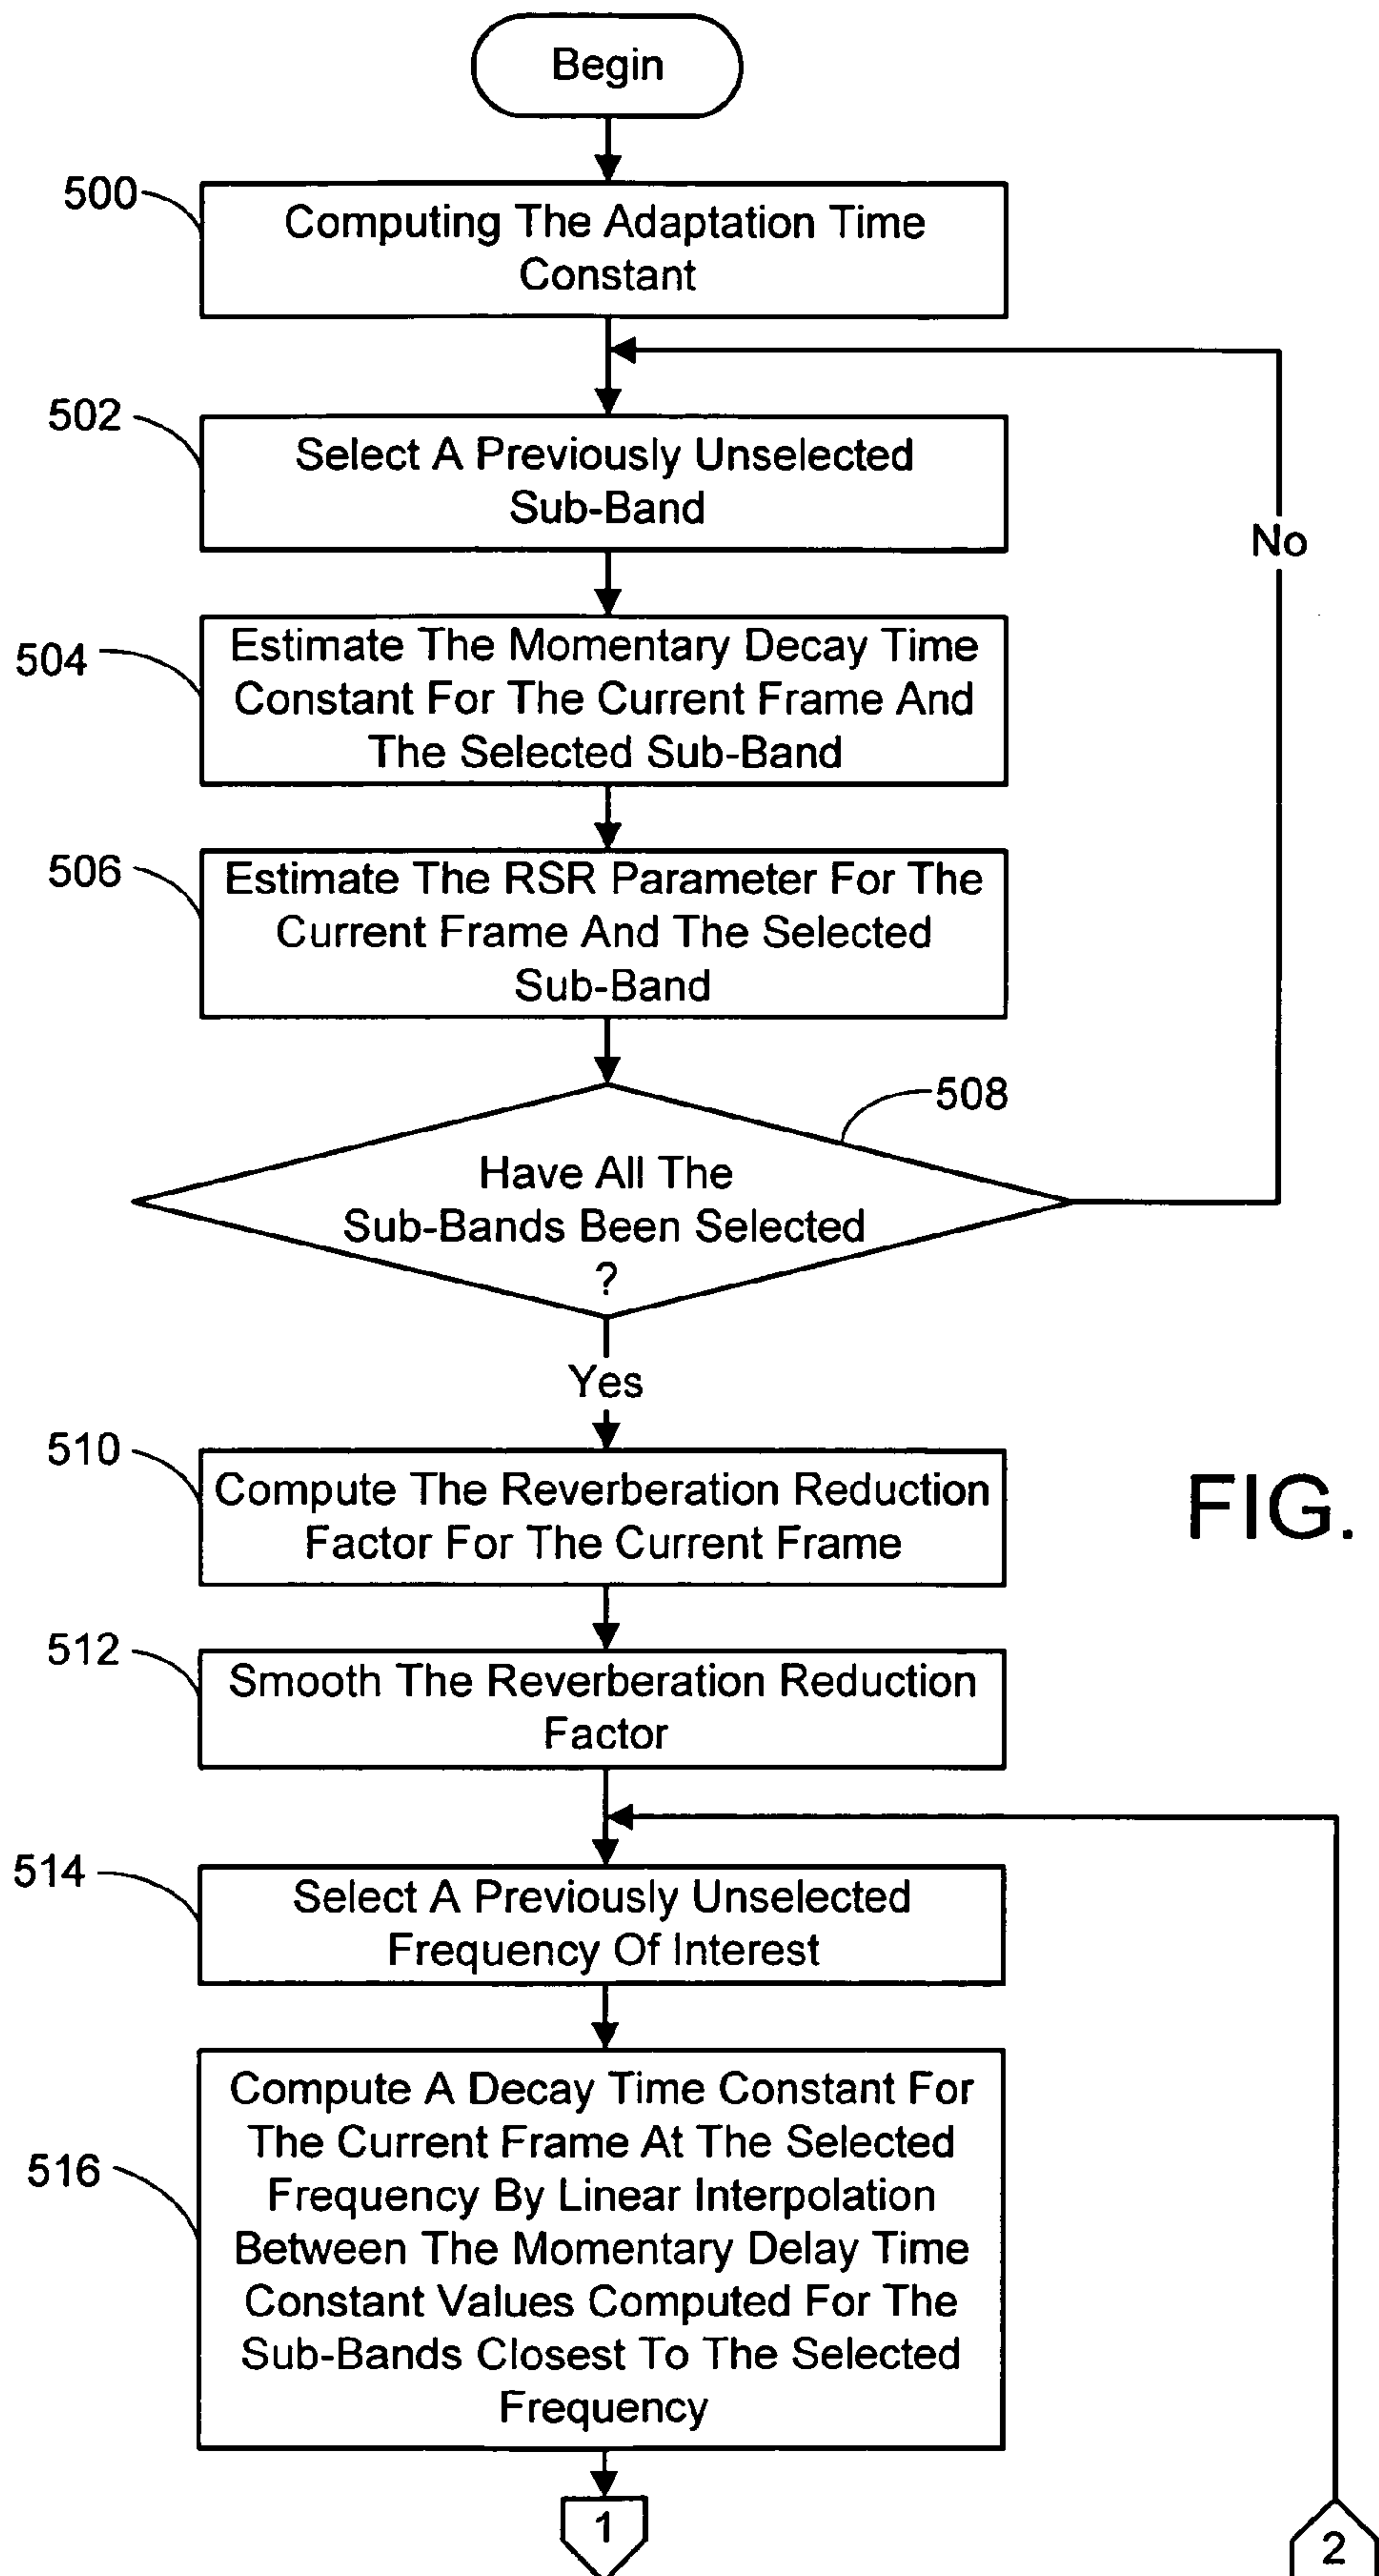 Begin
500
Computing The Adaptation Time
Constant
502
Select A Previously Unselected
Sub-Band
No
504
Estimate The Momentary Decay Time
Constant For The Current Frame And
The Selected Sub-Band
506
Estimate The RSR Parameter For The
Current Frame And The Selected
Sub-Band
508
Have All The
Sub-Bands Been Selected
?
Yes
510
Compute The Reverberation Reduction
Factor For The Current Frame
FIG.
512
Smooth The Reverberation Reduction
Factor
514
Select A Previously Unselected
Frequency Of Interest
516
Compute A Decay Time Constant For
The Current Frame At The Selected
Frequency By Linear Interpolation
Between The Momentary Delay Time
Constant Values Computed For The
Sub-Bands Closest To The Selected
Frequency
1
2